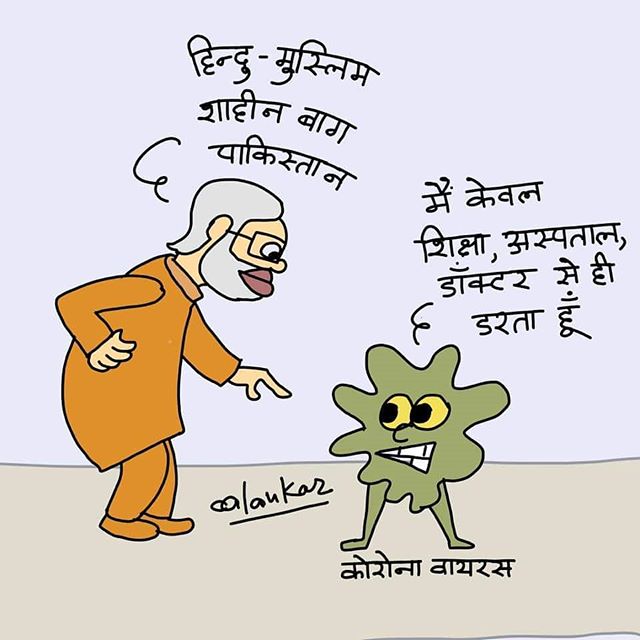 हिन्दु-मुस्लिम
शाहीन बाग
पाकिस्तान
मैं केवल
शिक्षा, अस्पताल,
डॉक्टर से ही
डरता हूँ
alankar
कोरोना वायरस